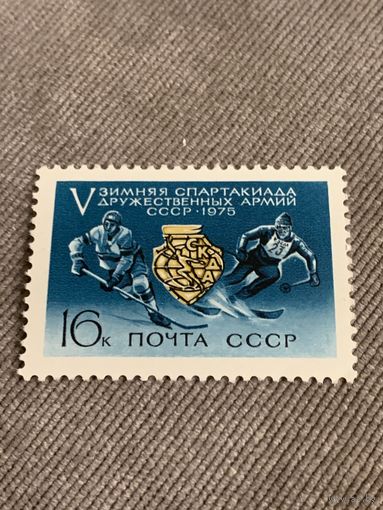 V ЗИМНЯЯ СПАРТАКИАДА
ДРУЖЕСТВЕННЫХ АРМИЙ
СССР·1975
16к ПОЧТА СССР